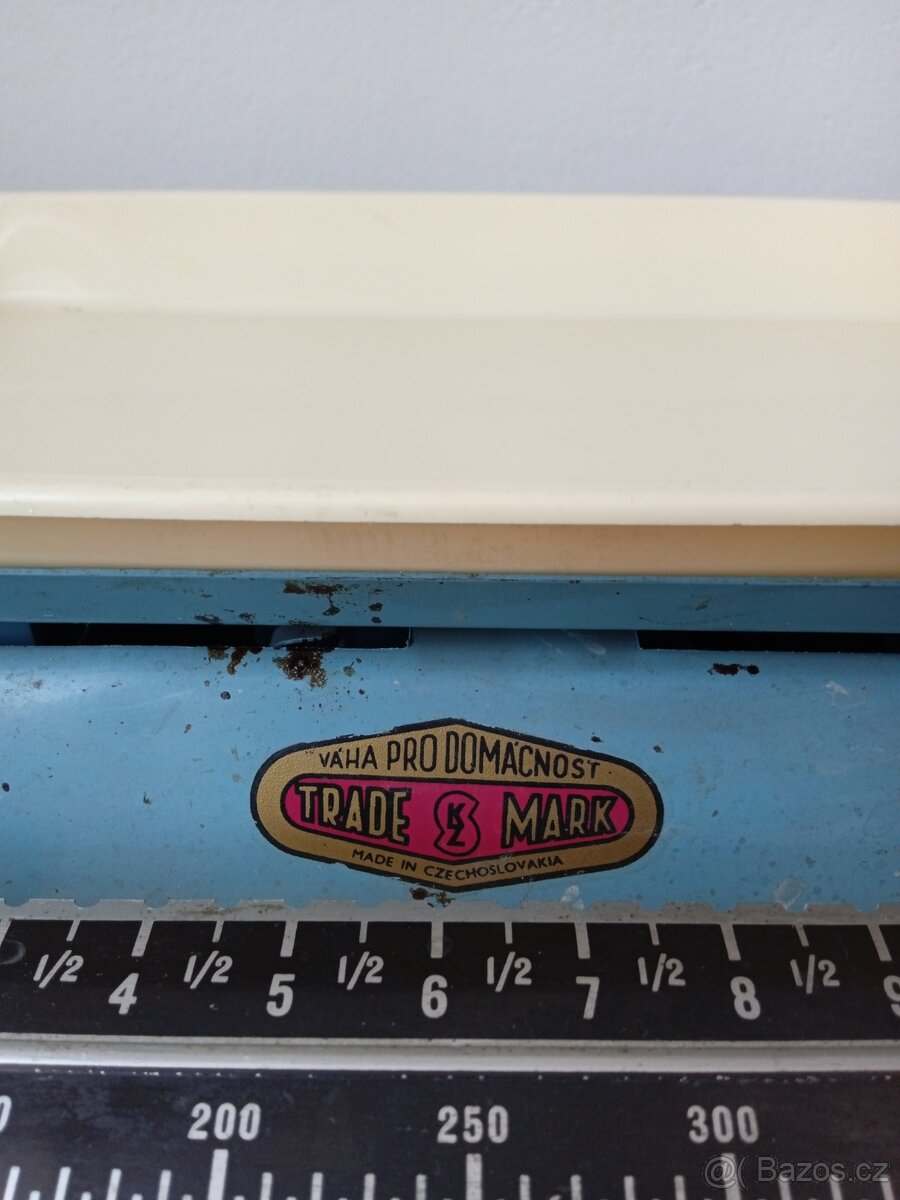 VÁHA PRO DOMÁCNOST
TRADE KS MARK
MADE IN CZECHOSLOVAKIA
1/2 4 1/2 5 1/2 6 1/2 7 1/2 8 1/2 9
200 250 300
@( Bazos.cz